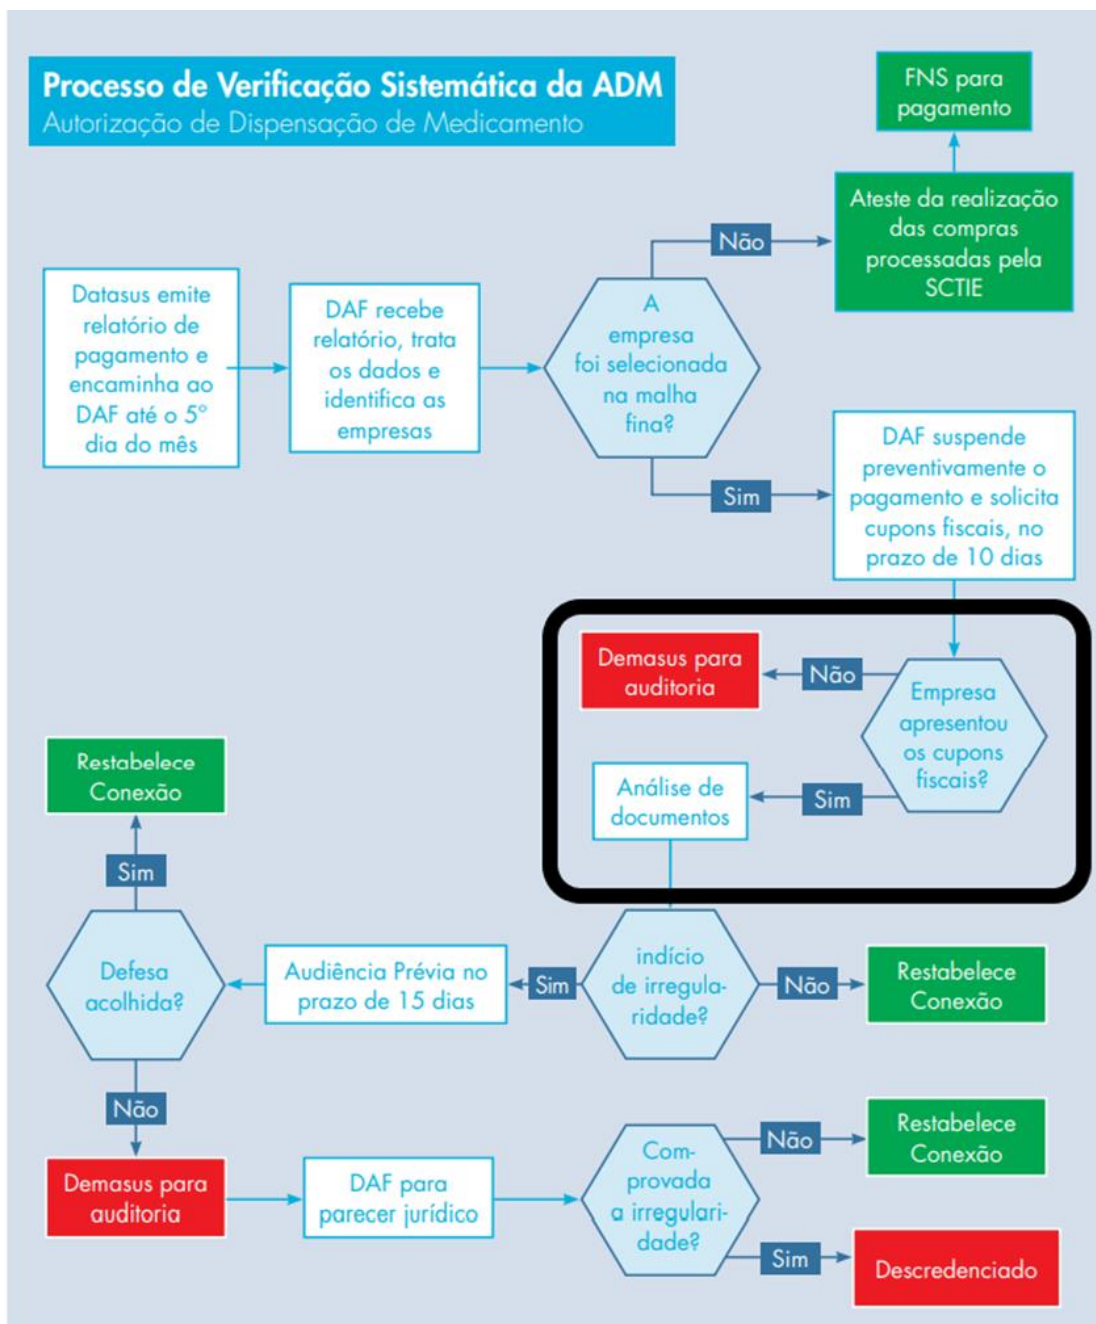 Processo de Verificação Sistemática da ADM
Autorização de Dispensação de Medicamento
FNS para
pagamento
Ateste da realização
das compras
processadas pela
SCTIE
Não
Datasus emite
relatório de
pagamento e
encaminha ao
DAF até o 5º
dia do mês
DAF recebe
relatório, trata
os dados e
identifica as
empresas
A
empresa
foi selecionada
na malha
fina?
Sim
DAF suspende
preventivamente o
pagamento e solicita
cupons fiscais, no
prazo de 10 dias
Empresa
apresentou
os cupons
fiscais?
Não
Demasus para
auditoria
Sim
Análise de
documentos
indício
de irregula-
ridade?
Não
Restabelece
Conexão
Sim
Audiência Prévia no
prazo de 15 dias
Defesa
acolhida?
Sim
Restabelece
Conexão
Não
Demasus para
auditoria
DAF para
parecer jurídico
Com-
provada
a irregulari-
dade?
Não
Restabelece
Conexão
Sim
Descredenciado